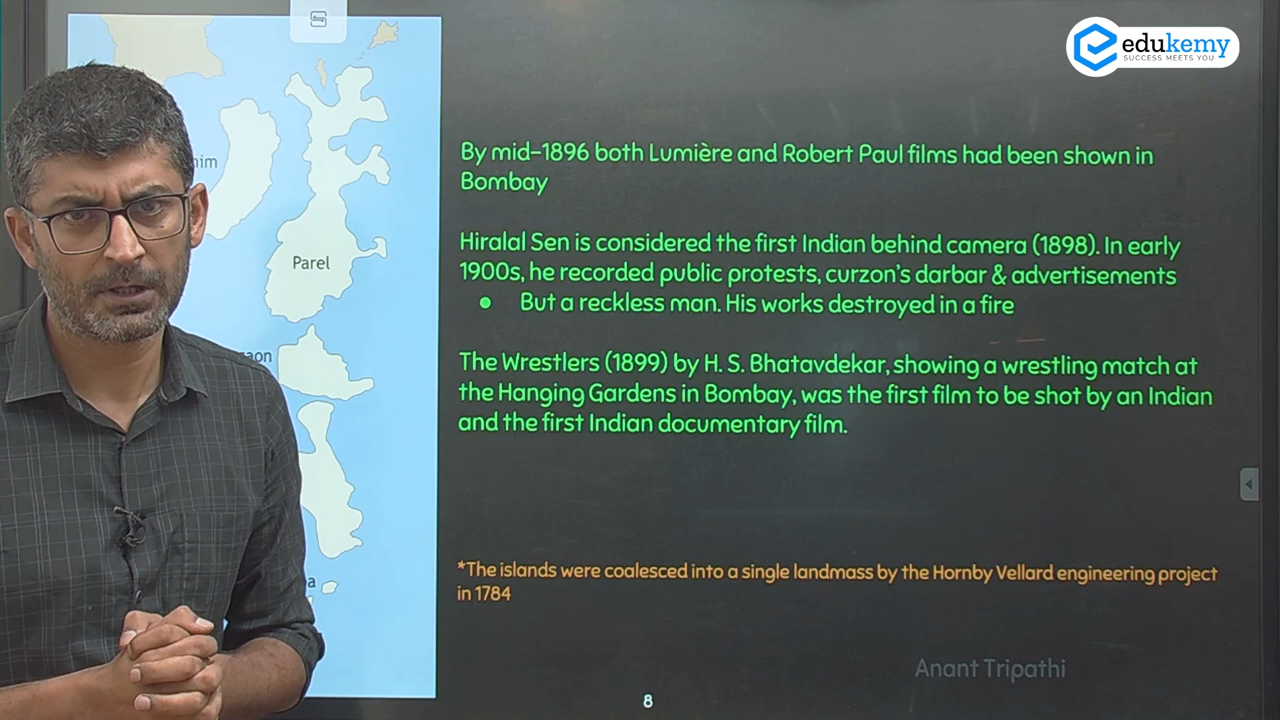 edukemy
SUCCESS MEETS YOU
him
Parel
gaon
ba
By mid-1896 both Lumière and Robert Paul films had been shown in
Bombay
Hiralal Sen is considered the first Indian behind camera (1898). In early
1900s, he recorded public protests, curzon's darbar & advertisements
● But a reckless man. His works destroyed in a fire
The Wrestlers (1899) by H. S. Bhatavdekar, showing a wrestling match at
the Hanging Gardens in Bombay, was the first film to be shot by an Indian
and the first Indian documentary film.
*The islands were coalesced into a single landmass by the Hornby Vellard engineering project
in 1784
Anant Tripathi
8